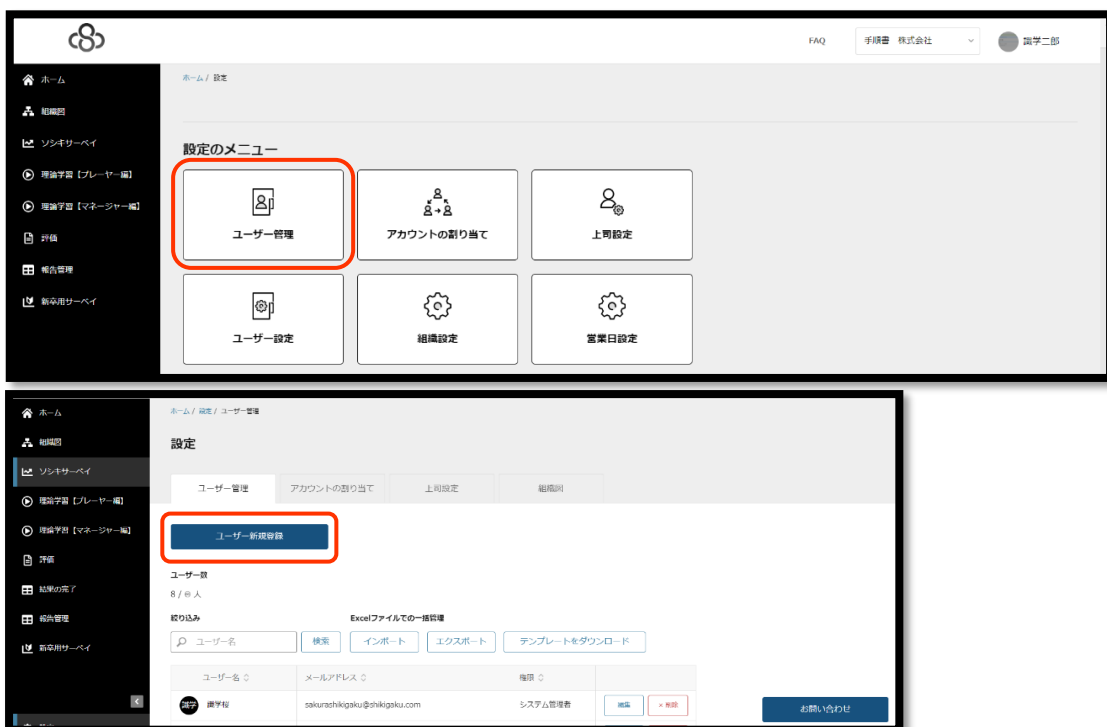 FAQ
手順書 株式会社
識学二郎
ホーム
組織図
ソシキサーベイ
理論学習【プレーヤー編】
理論学習【マネージャー編】
評価
報告管理
新卒用サーベイ
ホーム / 設定
設定のメニュー
ユーザー管理
アカウントの割り当て
上司設定
ユーザー設定
組織設定
営業日設定
ホーム
組織図
ソシキサーベイ
理論学習【プレーヤー編】
理論学習【マネージャー編】
評価
結果の完了
報告管理
新卒用サーベイ
ホーム / 設定 / ユーザー管理
設定
ユーザー管理
アカウントの割り当て
上司設定
組織図
ユーザー新規登録
ユーザー数
8 / ∞ 人
絞り込み
Excelファイルでの一括管理
ユーザー名
検索
インポート
エクスポート
テンプレートをダウンロード
ユーザー名
メールアドレス
権限
識学
識学桜
sakurashikigaku@shikigaku.com
システム管理者
編集
× 削除
お問い合わせ